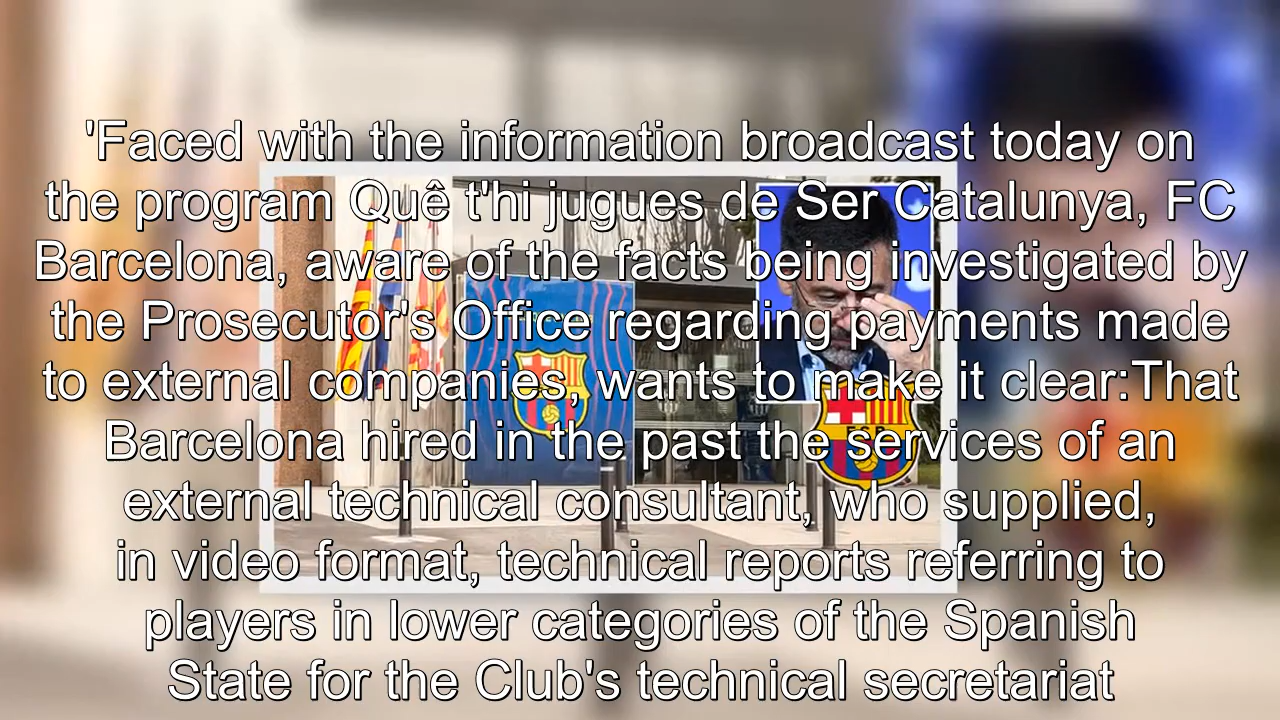 'Faced with the information broadcast today on
the program Quê t'hi jugues de Ser Catalunya, FC
Barcelona, aware of the facts being investigated by
the Prosecutor's Office regarding payments made
to external companies, wants to make it clear:That
Barcelona hired in the past the services of an
external technical consultant, who supplied,
in video format, technical reports referring to
players in lower categories of the Spanish
State for the Club's technical secretariat